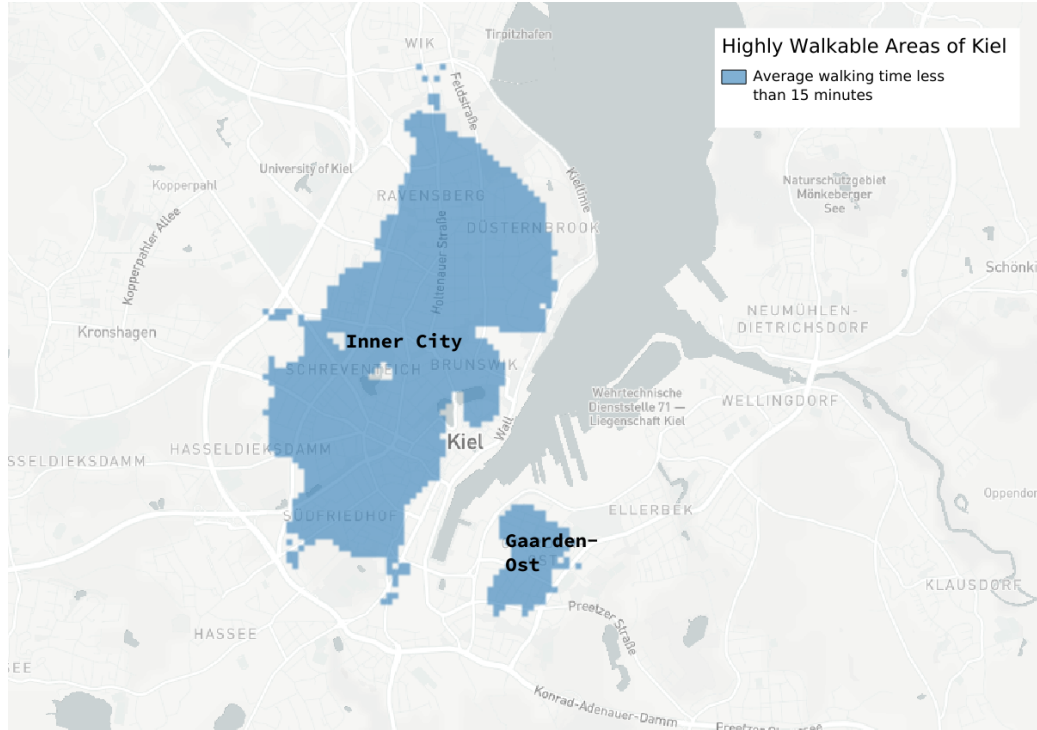 Highly Walkable Areas of Kiel
Average walking time less
than 15 minutes
Tirpitzhafen
WIK
Feldstraße
University of Kiel
Kopperpahl
RAVENSBERG
Kiellinie
Naturschutzgebiet
Mönkeberger
See
Kopperpahler Allee
Holtenauer Straße
DÜSTERNBROOK
Schönki
NEUMÜHLEN-
DIETRICHSDORF
Kronshagen
Inner City
SCHREVENTEICH
BRUNSWIK
Wehrtechnische
Dienststelle 71 —
Liegenschaft Kiel
WELLINGDORF
Wall
Kiel
HASSELDIEKSDAMM
SSELDIEKSDAMM
Oppendor
ELLERBEK
SÜDFRIEDHOF
Gaarden-
Ost
OST
KLAUSDORF
Preetzer Straße
HASSEE
SEE
Konrad-Adenauer-Damm